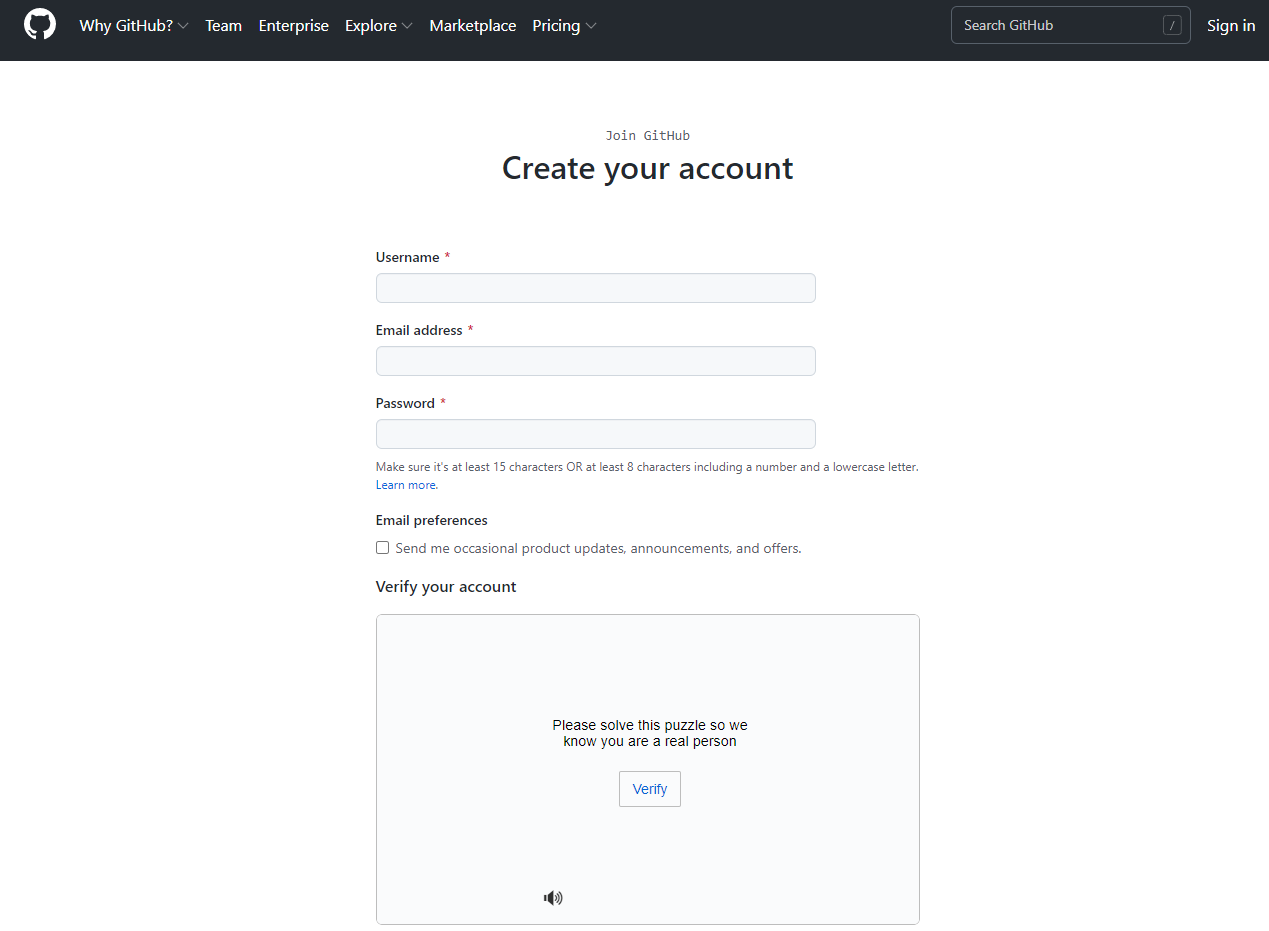 Why GitHub? Team Enterprise Explore Marketplace Pricing Search GitHub / Sign in
Join GitHub
Create your account
Username *
Email address *
Password *
Make sure it's at least 15 characters OR at least 8 characters including a number and a lowercase letter.
Learn more.
Email preferences
Send me occasional product updates, announcements, and offers.
Verify your account
Please solve this puzzle so we
know you are a real person
Verify